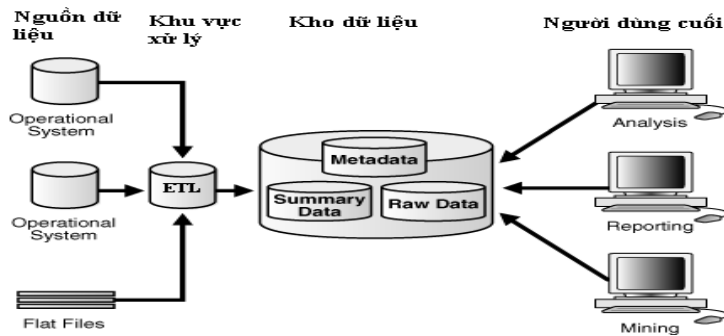 Nguồn dữ
liệu
Khu vực
xử lý
Kho dữ liệu
Người dùng cuối
Operational
System
Operational
System
Flat Files
ETL
Metadata
Summary
Data
Raw Data
Analysis
Reporting
Mining